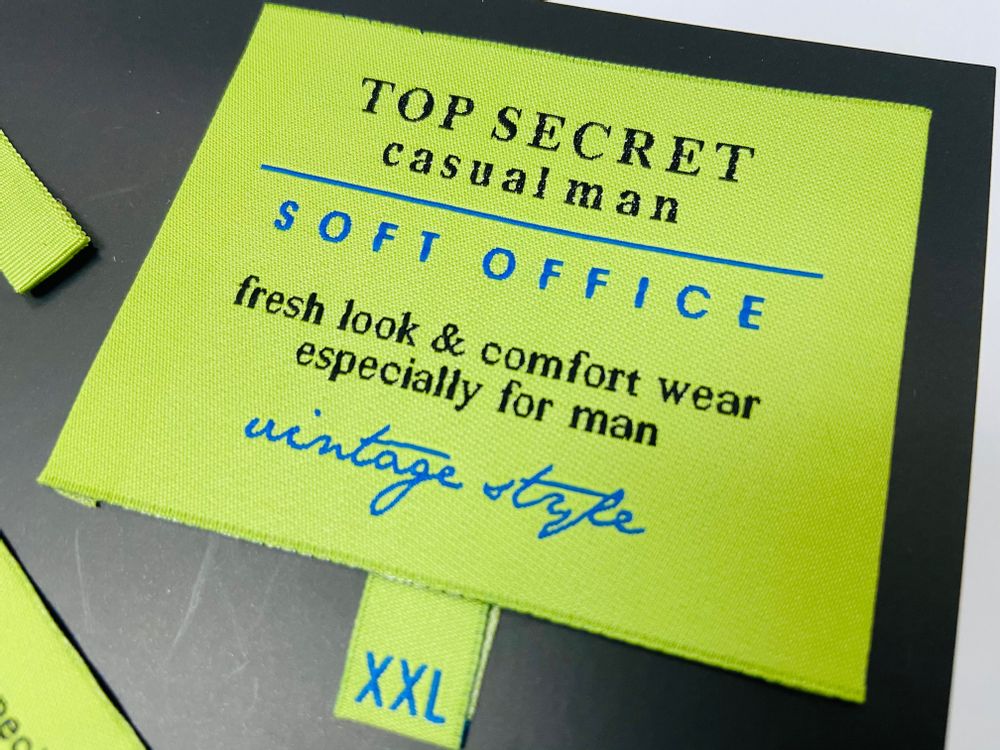 TOP SECRET
casual man
SOFT OFFICE
fresh look & comfort wear
especially for man
vintage style
XXL